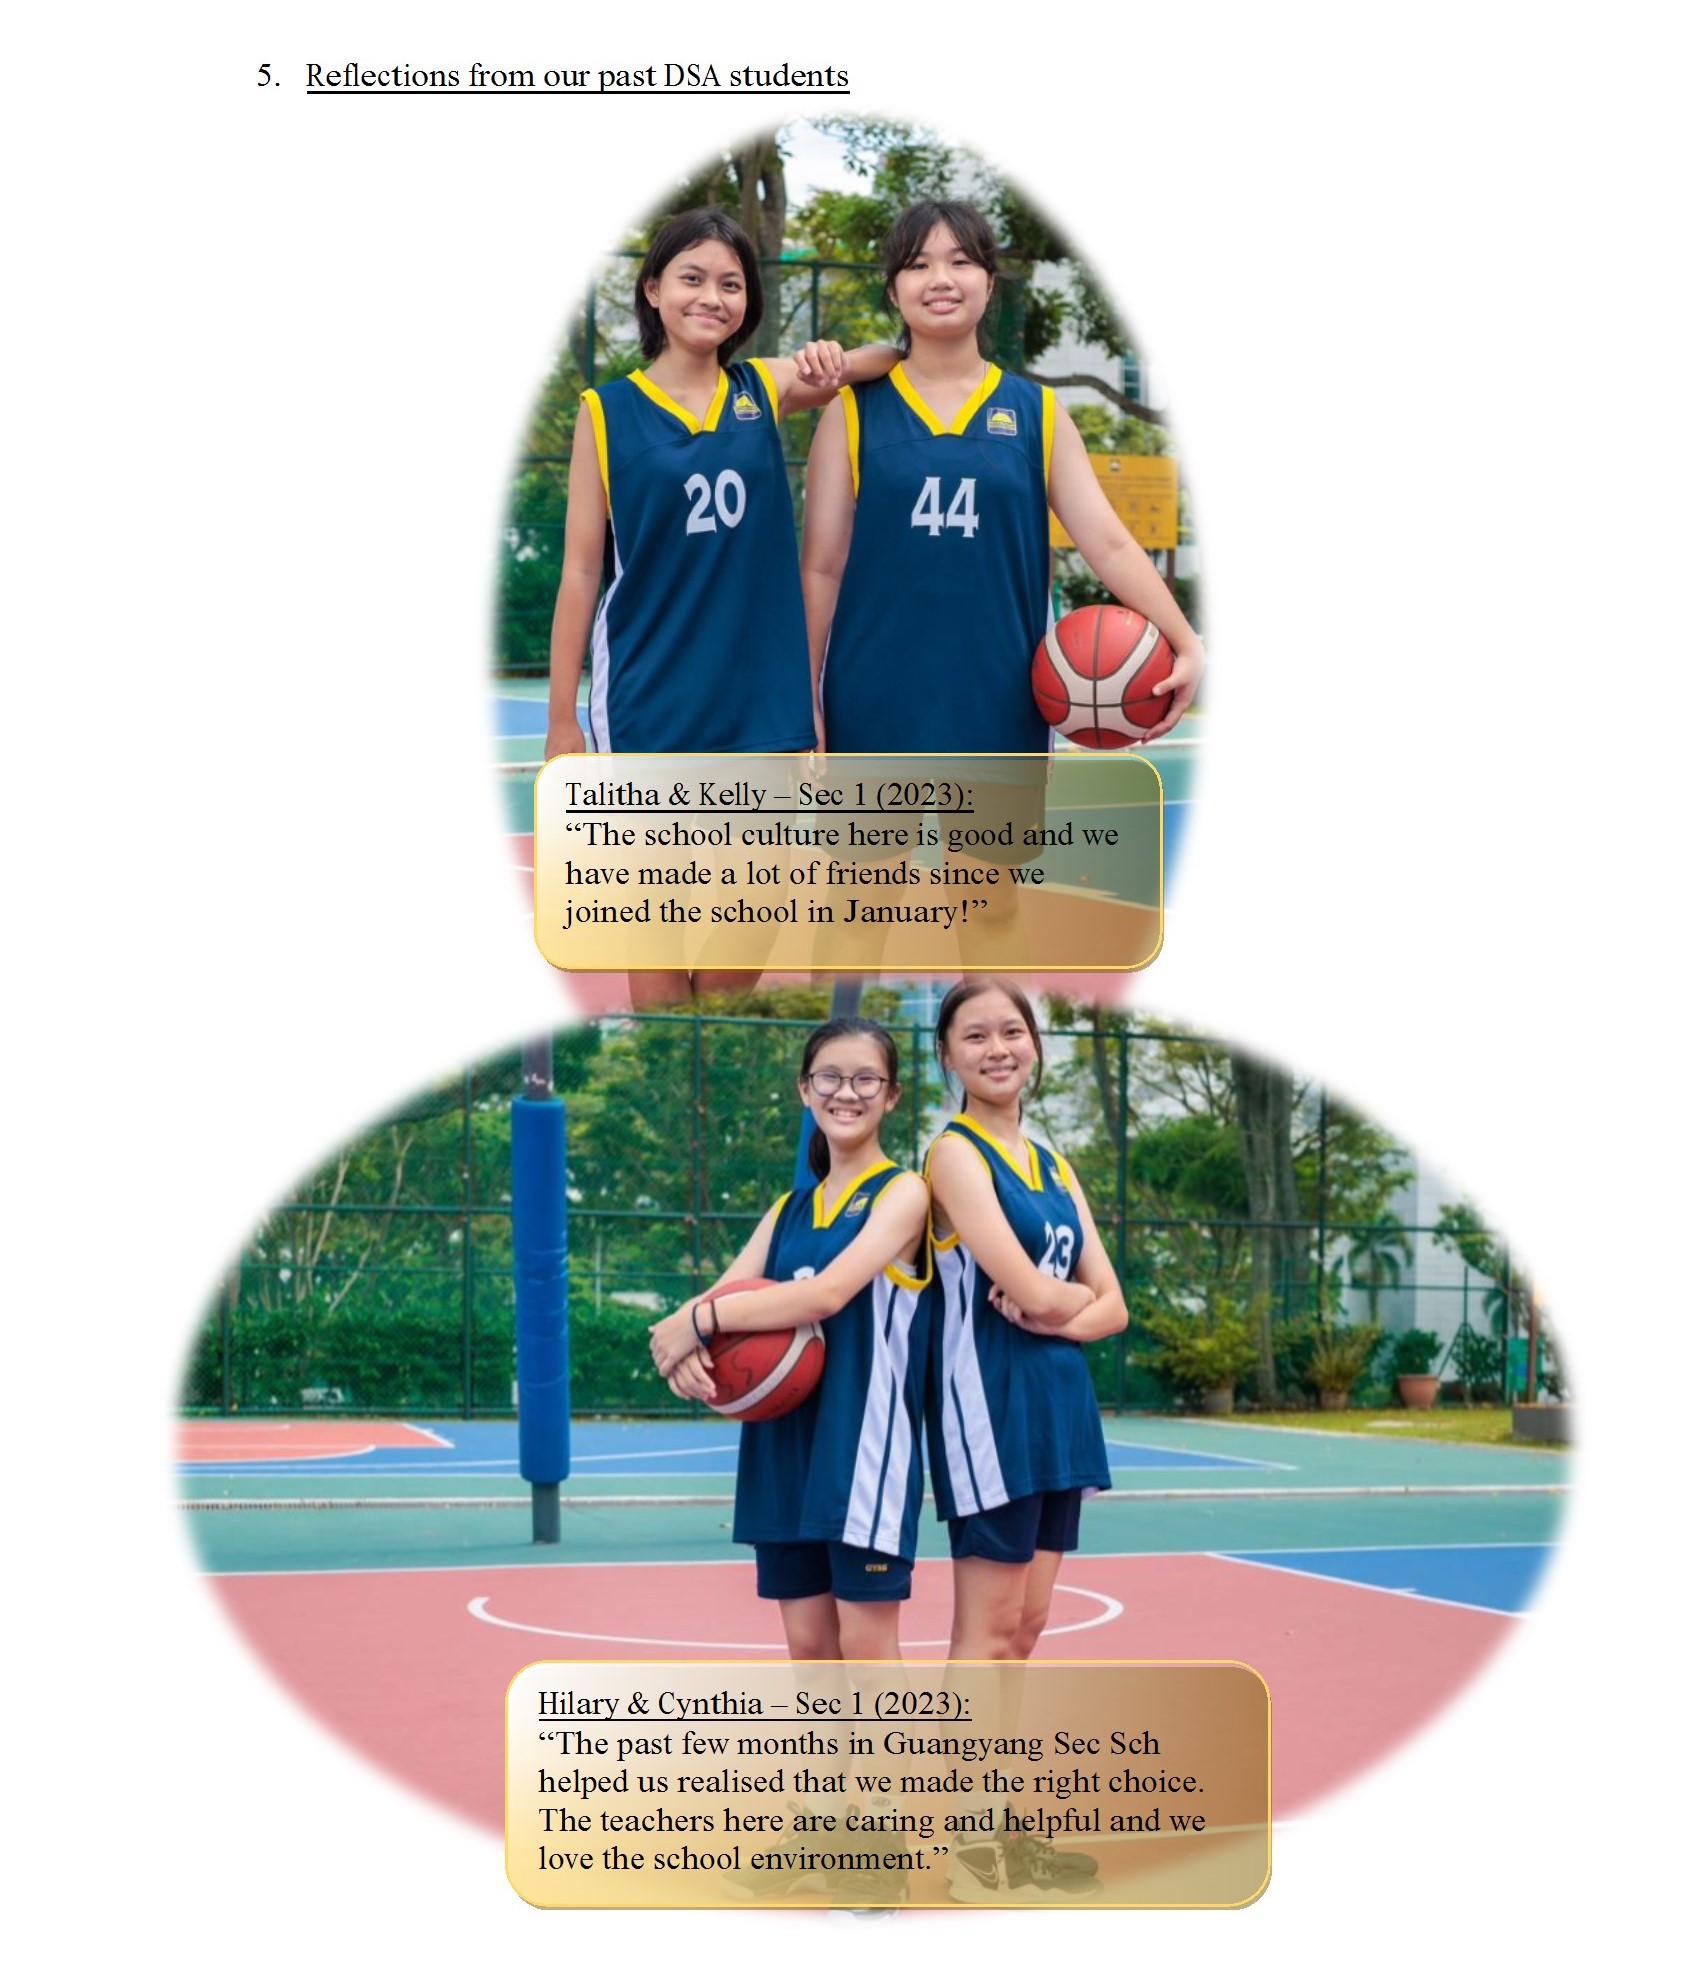 5. Reflections from our past DSA students
20
44
Talitha & Kelly – Sec 1 (2023):
“The school culture here is good and we
have made a lot of friends since we
joined the school in January!”
23
GYSS
Hilary & Cynthia – Sec 1 (2023):
“The past few months in Guangyang Sec Sch
helped us realised that we made the right choice.
The teachers here are caring and helpful and we
love the school environment.”